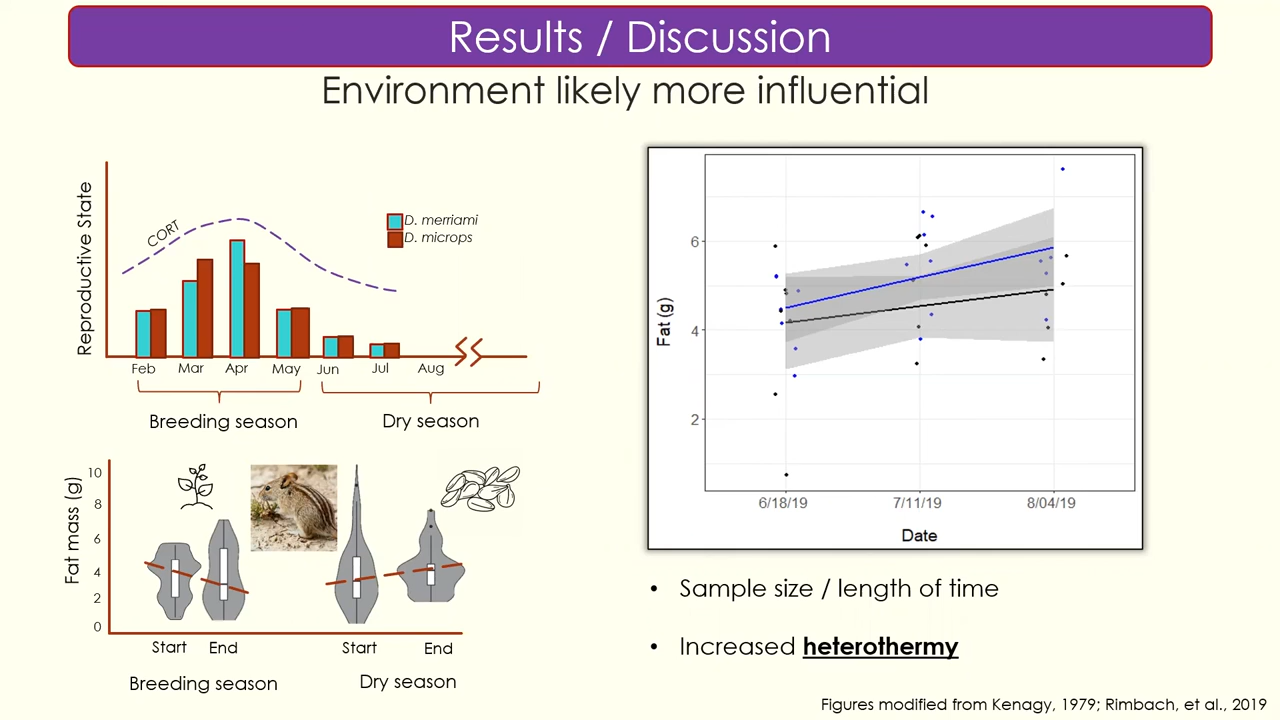 Results / Discussion
Environment likely more influential
Reproductive State
CORT
D. merriami
D. microps
Feb Mar Apr May Jun Jul Aug
Breeding season Dry season
Fat mass (g)
10
8
6
4
2
0
Start End Start End
Breeding season Dry season
Fat (g)
6
4
2
6/18/19 7/11/19 8/04/19
Date
• Sample size / length of time
• Increased heterothermy
Figures modified from Kenagy, 1979; Rimbach, et al., 2019